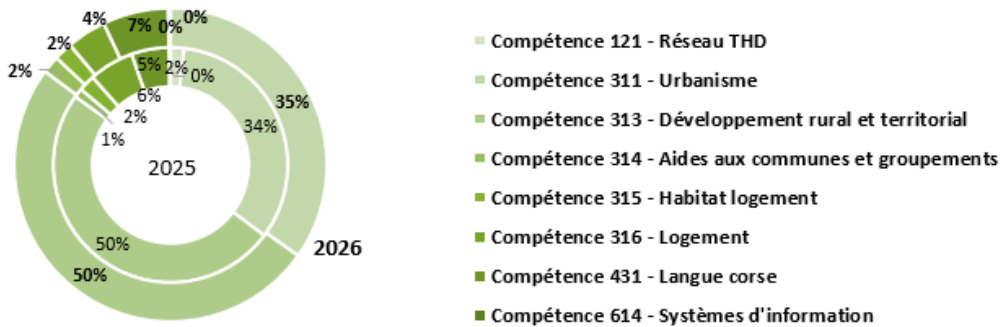 4%
7%
0%
0%
2%
2%
5%
2%
0%
6%
2%
1%
35%
34%
2025
50%
50%
2026
Compétence 121 - Réseau THD
Compétence 311 - Urbanisme
Compétence 313 - Développement rural et territorial
Compétence 314 - Aides aux communes et groupements
Compétence 315 - Habitat logement
Compétence 316 - Logement
Compétence 431 - Langue corse
Compétence 614 - Systèmes d'information